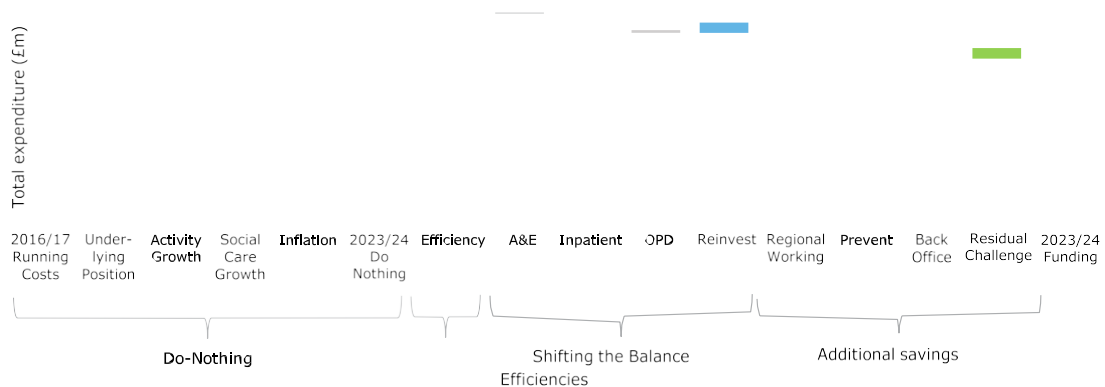 Total expenditure (£m)
2016/17
Running
Costs
Under-
lying
Position
Activity
Growth
Social
Care
Growth
Inflation
2023/24
Do
Nothing
Efficiency
A&E
Inpatient
OPD
Reinvest
Regional
Working
Prevent
Back
Office
Residual
Challenge
2023/24
Funding
Do-Nothing
Shifting the Balance
Efficiencies
Additional savings